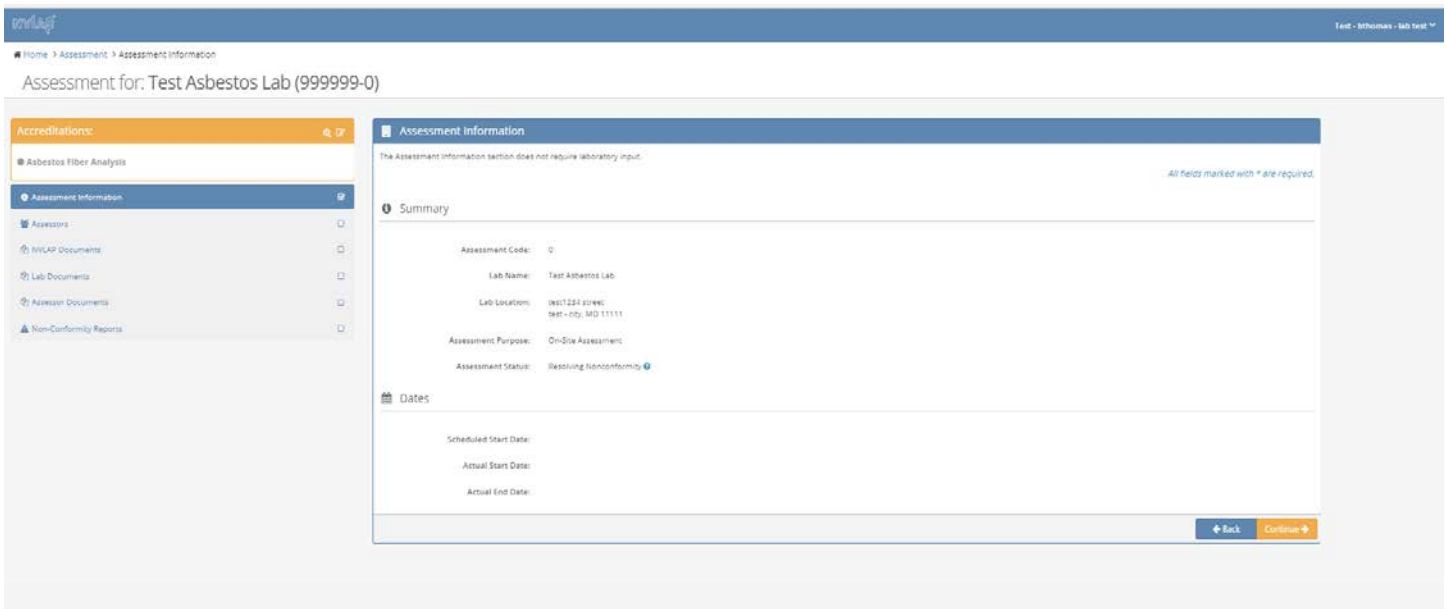 nvlap
Test - bthomas - lab test
Home > Assessment > Assessment Information
Assessment for: Test Asbestos Lab (999999-0)
Accreditations:
Asbestos Fiber Analysis
Assessment Information
Assessors
NVLAP Documents
Lab Documents
Assessor Documents
Non-Conformity Reports
Assessment Information
The Assessment Information section does not require laboratory input.
All fields marked with * are required.
Summary
Assessment Code: 0
Lab Name: Test Asbestos Lab
Lab Location: test1234 street
test - city, MD 11111
Assessment Purpose: On-Site Assessment
Assessment Status: Resolving Nonconformity
Dates
Scheduled Start Date:
Actual Start Date:
Actual End Date:
Back
Continue